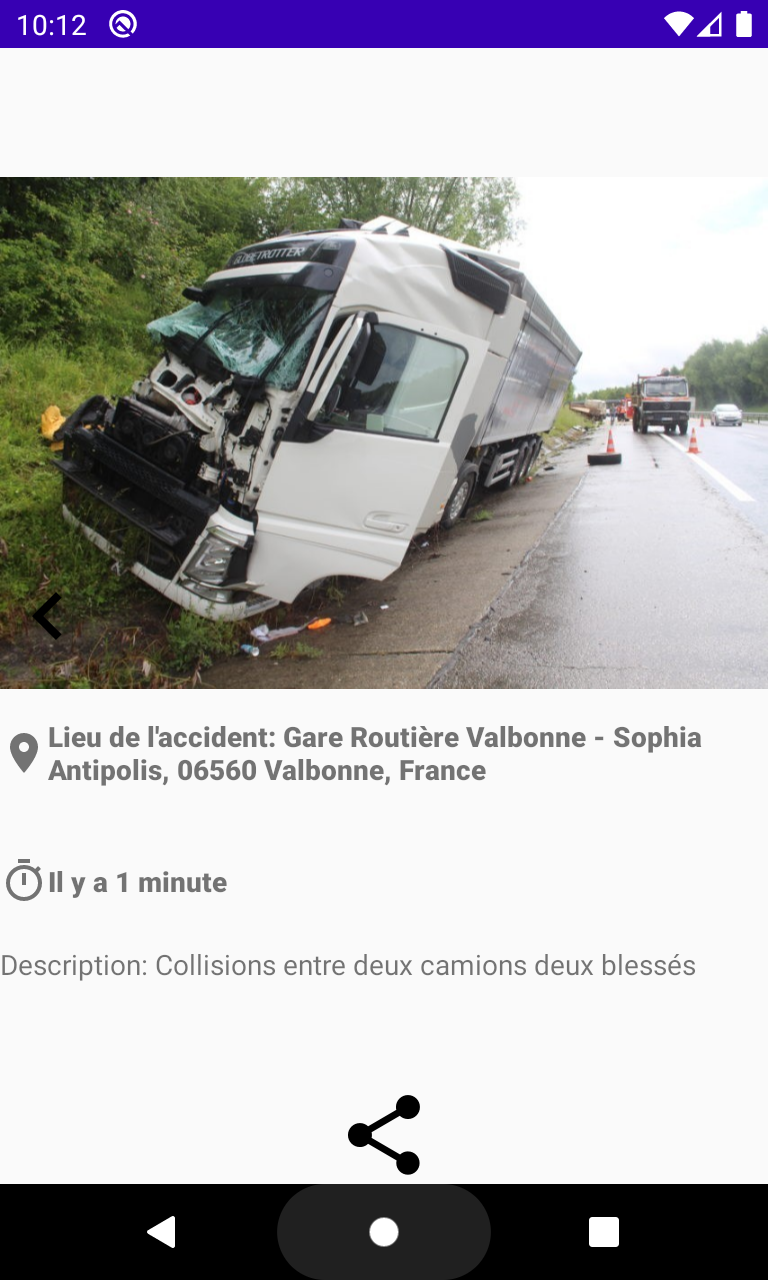 10:12
GLOBETROTTER
Lieu de l'accident: Gare Routière Valbonne - Sophia
Antipolis, 06560 Valbonne, France
Il y a 1 minute
Description: Collisions entre deux camions deux blessés